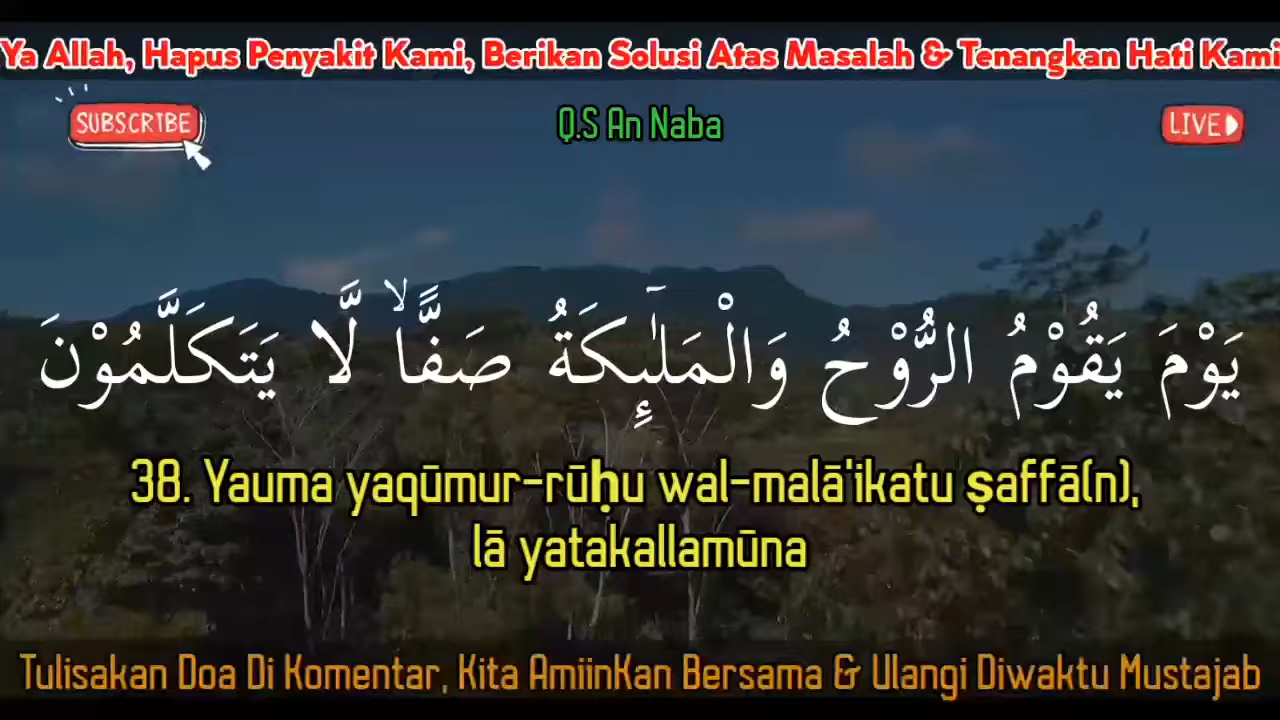 Ya Allah, Hapus Penyakit Kami, Berikan Solusi Atas Masalah & Tenangkan Hati Kami
SUBSCRIBE
Q.S An Naba
LIVE
يَوْمَ يَقُوْمُ الرُّوْحُ وَالْمَلٰۤىِٕكَةُ صَفًّاۙ لَّا يَتَكَلَّمُوْنَ
38. Yauma yaqūmur-rūḥu wal-malā'ikatu ṣaffā(n),
lā yatakallamūna
Tulisakan Doa Di Komentar, Kita AmiinKan Bersama & Ulangi Diwaktu Mustajab